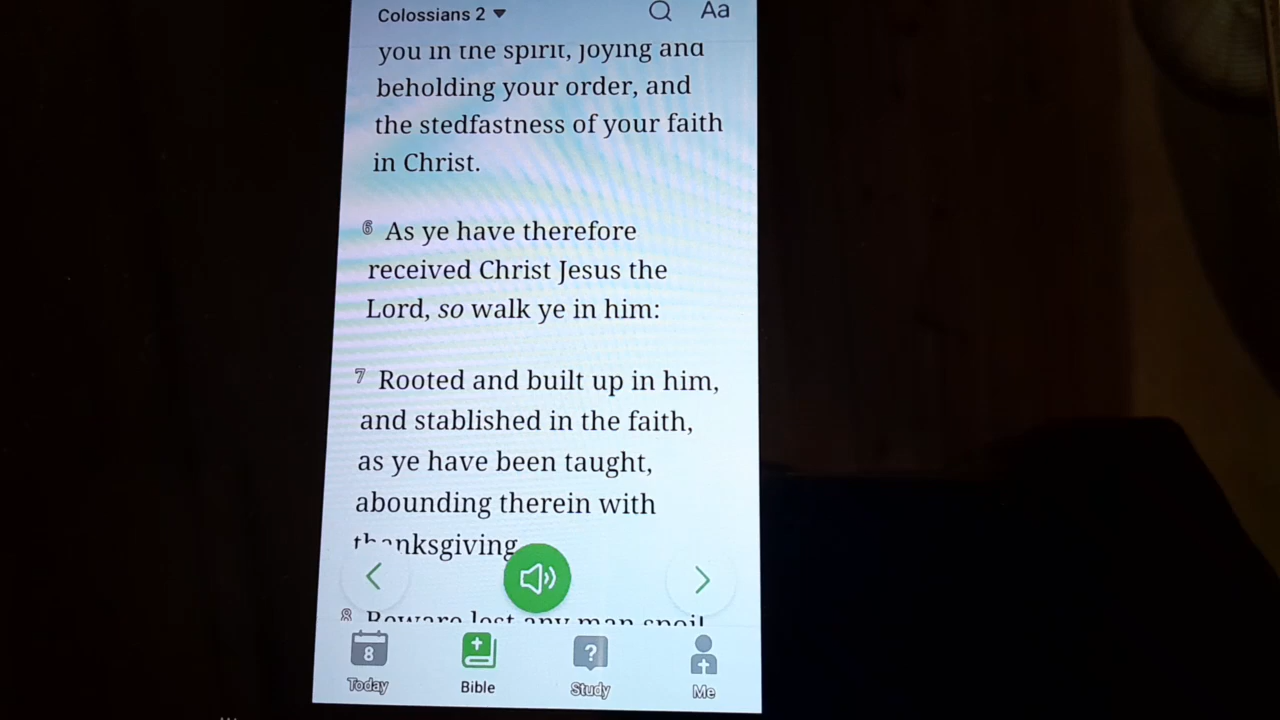 Colossians 2
Aa
you in the spirit, joying and
beholding your order, and
the stedfastness of your faith
in Christ.
6 As ye have therefore
received Christ Jesus the
Lord, so walk ye in him:
7 Rooted and built up in him,
and stablished in the faith,
as ye have been taught,
abounding therein with
thanksgiving
8 Beware lest any man spoil
8
?
Today
Bible
Study
Me